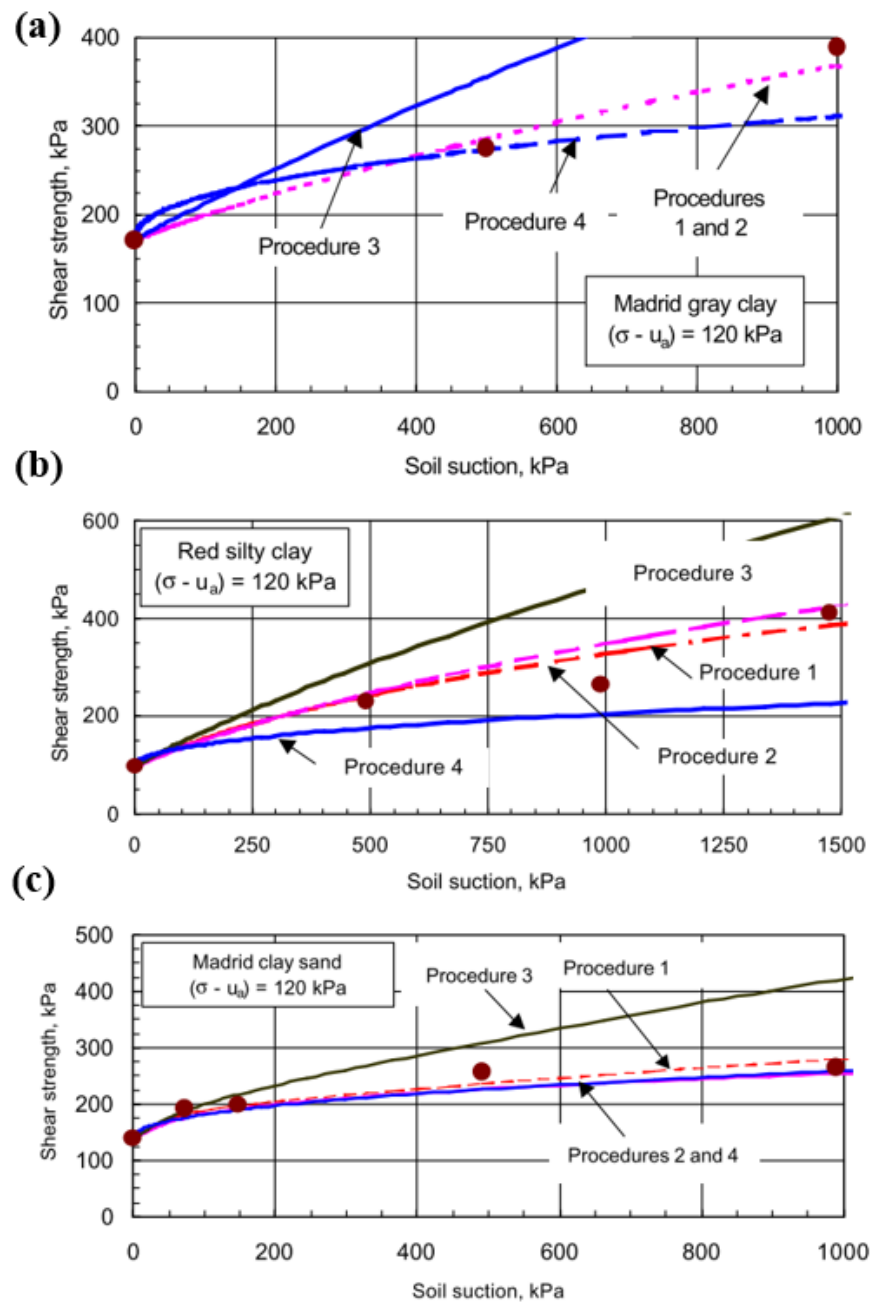 (a)
400
300
200
100
0
Shear strength, kPa
Procedure 3
Procedure 4
Procedures
1 and 2
Madrid gray clay
(σ - uₐ) = 120 kPa
0 200 400 600 800 1000
Soil suction, kPa
(b)
600
400
200
0
Shear strength, kPa
Red silty clay
(σ - uₐ) = 120 kPa
Procedure 3
Procedure 1
Procedure 2
Procedure 4
0 250 500 750 1000 1250 1500
Soil suction, kPa
(c)
500
400
300
200
100
0
Shear strength, kPa
Madrid clay sand
(σ - uₐ) = 120 kPa
Procedure 3
Procedure 1
Procedures 2 and 4
0 200 400 600 800 1000
Soil suction, kPa